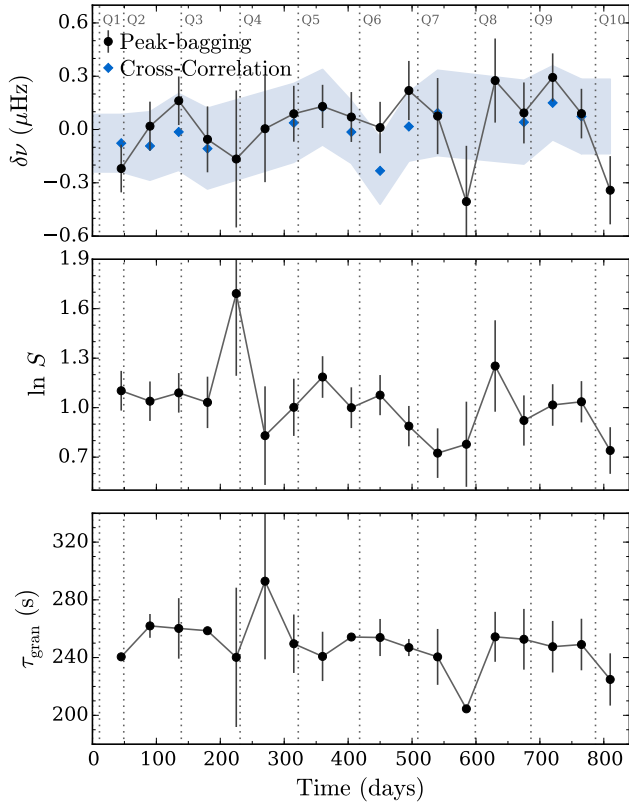 Q1 Q2 Q3 Q4 Q5 Q6 Q7 Q8 Q9 Q10
Peak-bagging
Cross-Correlation
0.6
0.3
0.0
−0.3
−0.6
δν (μHz)
1.9
1.6
1.3
1.0
0.7
ln S
320
280
240
200
τgran (s)
0 100 200 300 400 500 600 700 800
Time (days)